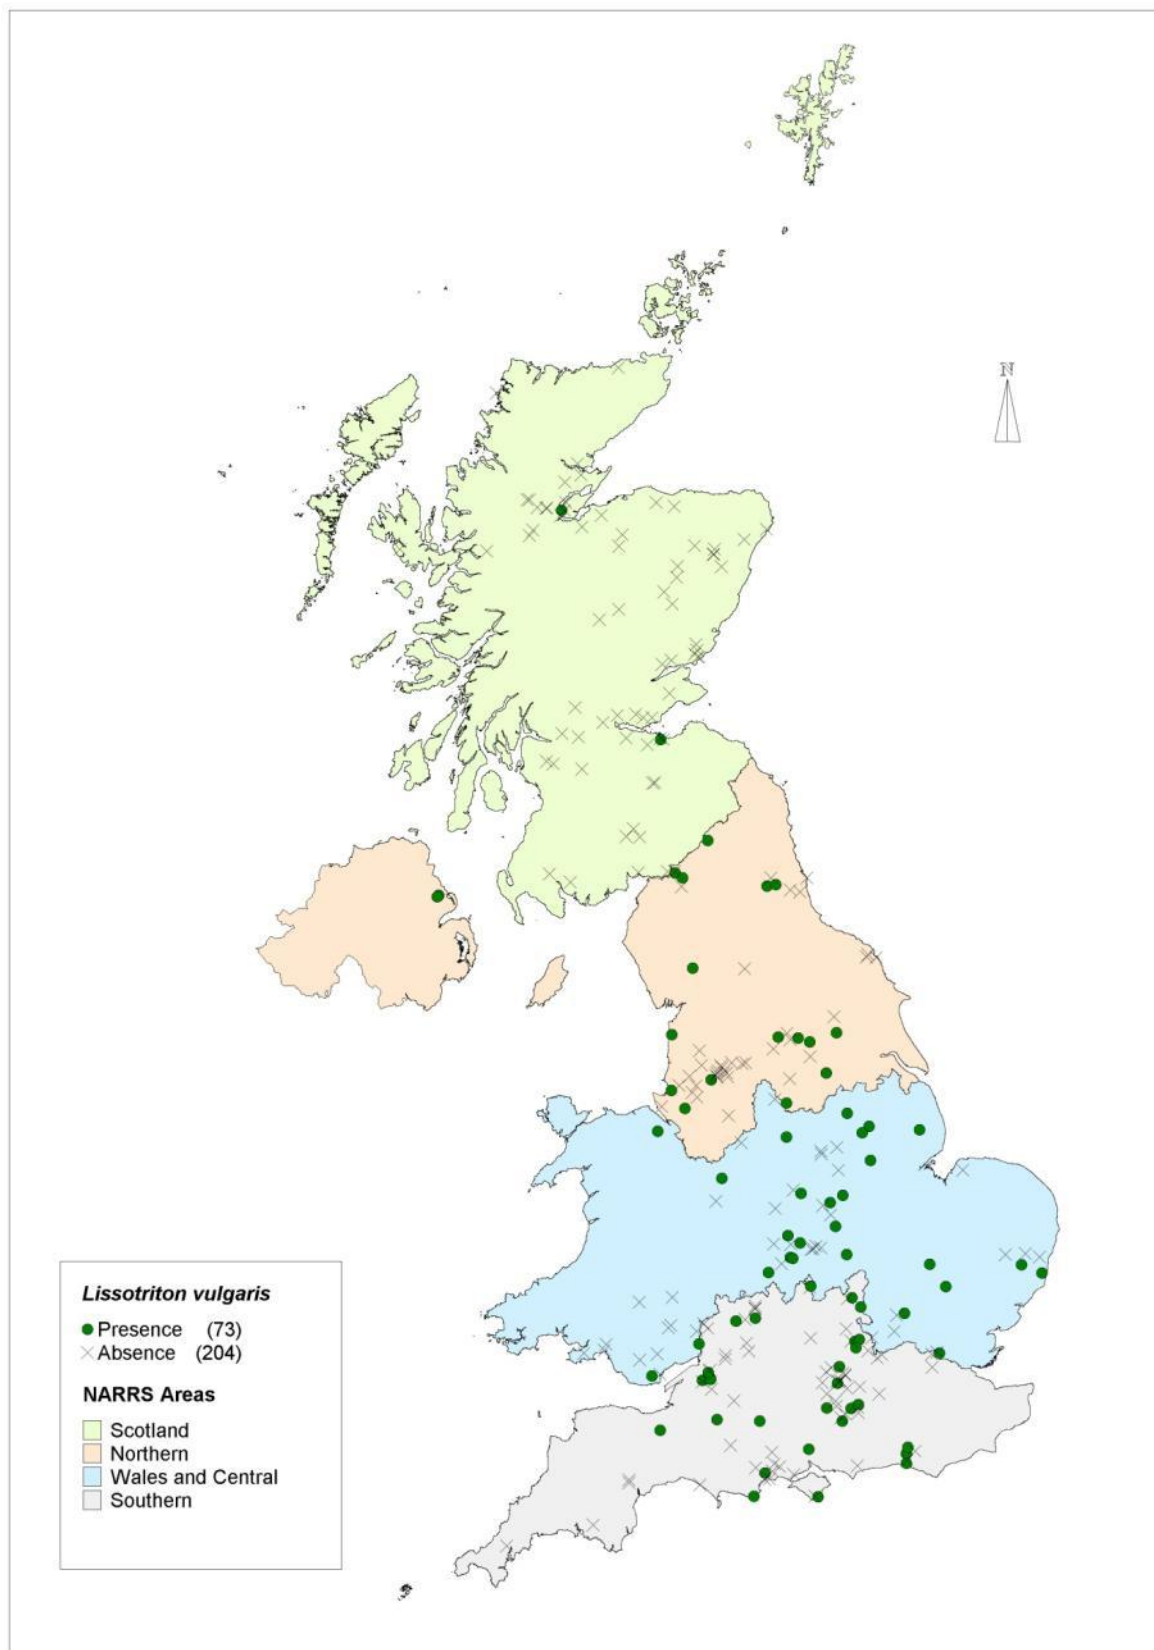 N
Lissotriton vulgaris
Presence (73)
Absence (204)
NARRS Areas
Scotland
Northern
Wales and Central
Southern